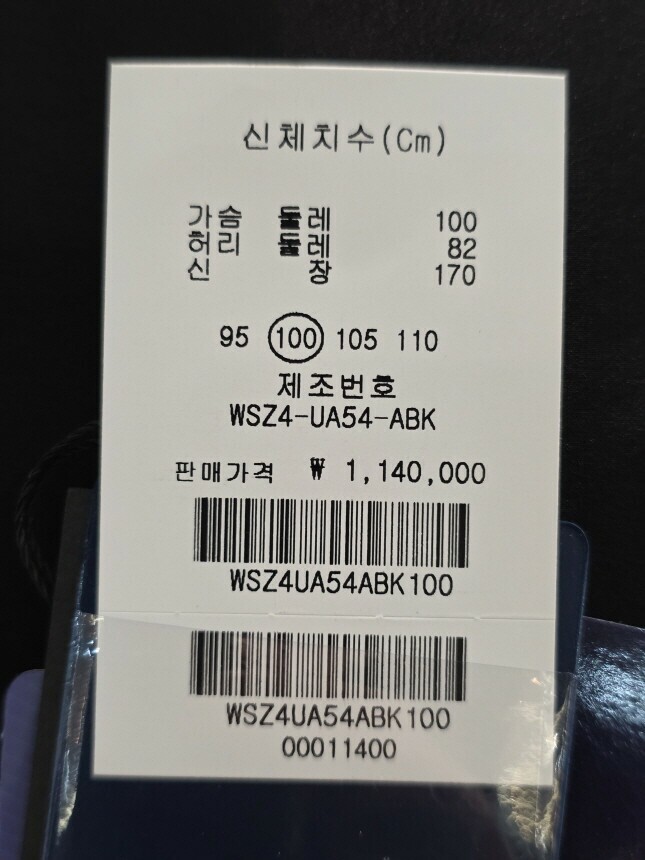 신체치수(Cm)
가슴 둘레 100
허리 둘레 82
신 장 170
95 100 105 110
제조번호
WSZ4-UA54-ABK
판매가격 ₩ 1,140,000
WSZ4UA54ABK100
WSZ4UA54ABK100
00011400